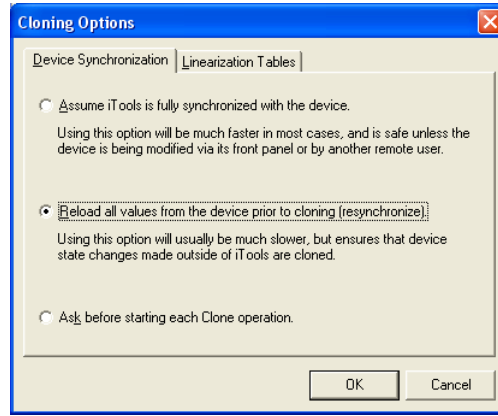 Cloning Options
Device Synchronization Linearization Tables
Assume iTools is fully synchronized with the device.
Using this option will be much faster in most cases, and is safe unless the
device is being modified via its front panel or by another remote user.
Reload all values from the device prior to cloning (resynchronize).
Using this option will usually be much slower, but ensures that device
state changes made outside of iTools are cloned.
Ask before starting each Clone operation.
OK Cancel